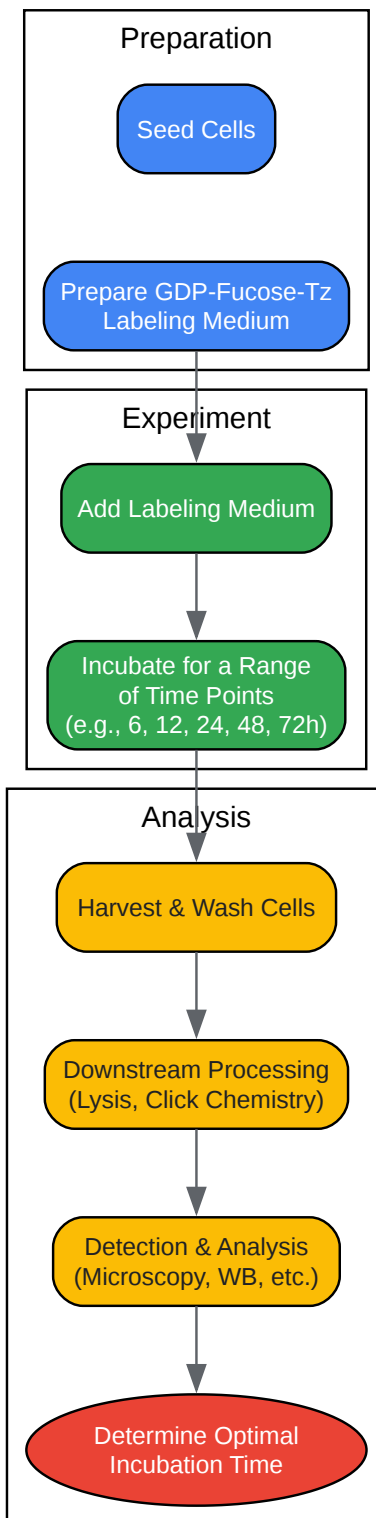 Preparation
Seed Cells
Prepare GDP-Fucose-Tz
Labeling Medium
Experiment
Add Labeling Medium
Incubate for a Range
of Time Points
(e.g., 6, 12, 24, 48, 72h)
Analysis
Harvest & Wash Cells
Downstream Processing
(Lysis, Click Chemistry)
Detection & Analysis
(Microscopy, WB, etc.)
Determine Optimal
Incubation Time